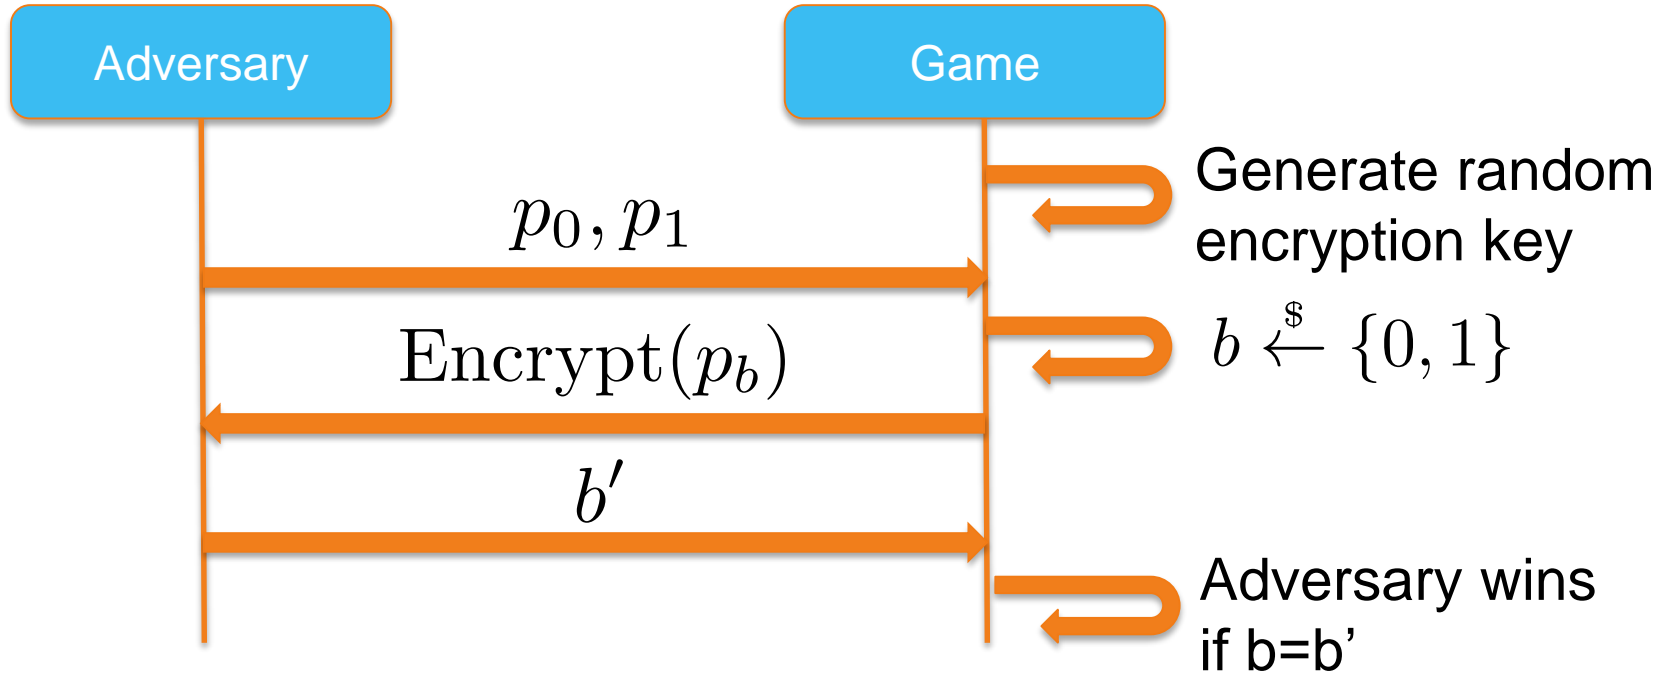 Adversary
Game
Generate random
encryption key
p₀, p₁
b ←$ {0, 1}
Encrypt(p_b)
b′
Adversary wins
if b=b’